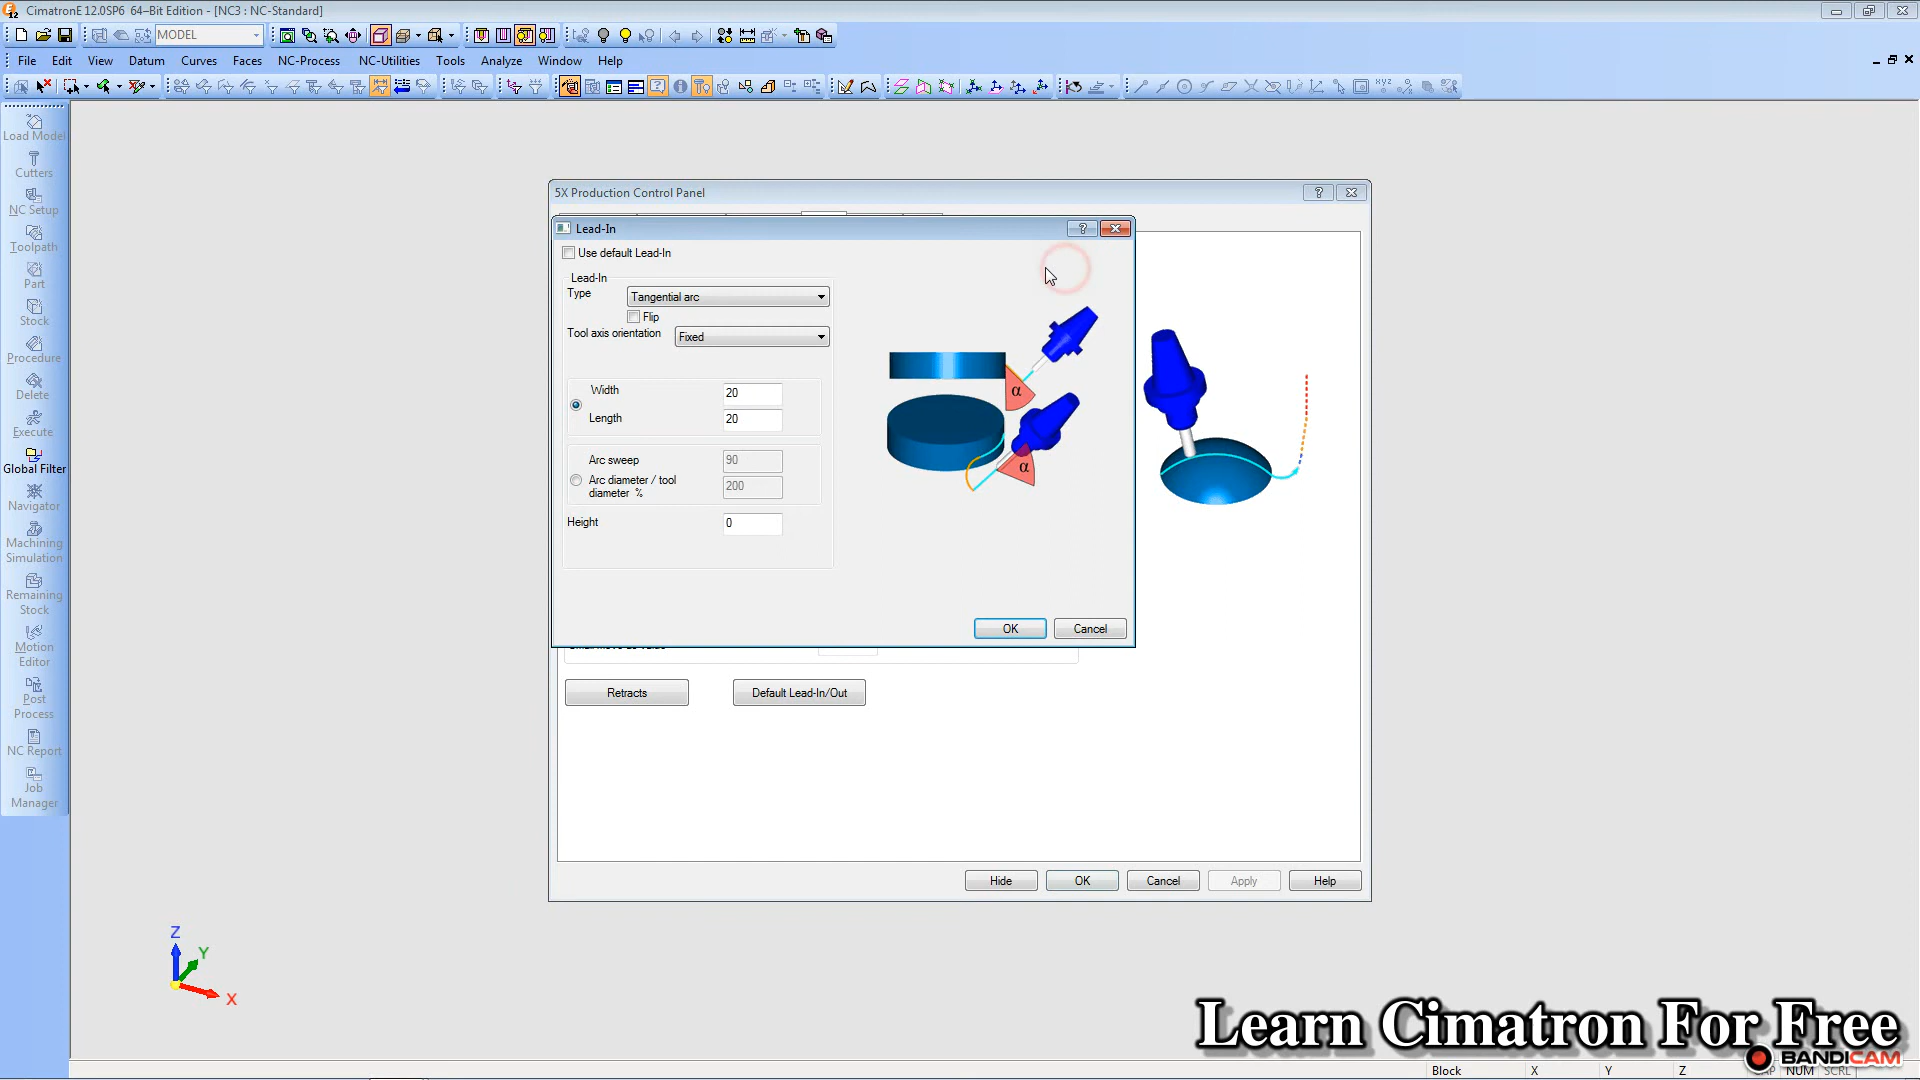 CimatronE 12.0SP6 64–Bit Edition - [NC3 : NC-Standard]
MODEL
File Edit View Datum Curves Faces NC-Process NC-Utilities Tools Analyze Window Help
Load Model
Cutters
NC Setup
Toolpath
Part
Stock
Procedure
Delete
Execute
Global Filter
Navigator
Machining
Simulation
Remaining
Stock
Motion
Editor
Post
Process
NC Report
Job
Manager
5X Production Control Panel
Lead-In
Use default Lead-In
Lead-In
Type Tangential arc
Flip
Tool axis orientation Fixed
Width 20
Length 20
Arc sweep 90
Arc diameter / tool
diameter % 200
Height 0
α
α
OK Cancel
Retracts Default Lead-In/Out
Hide OK Cancel Apply Help
Z
Y
X
Learn Cimatron For Free
BANDICAM
Block X Y Z CAP NUM SCRL